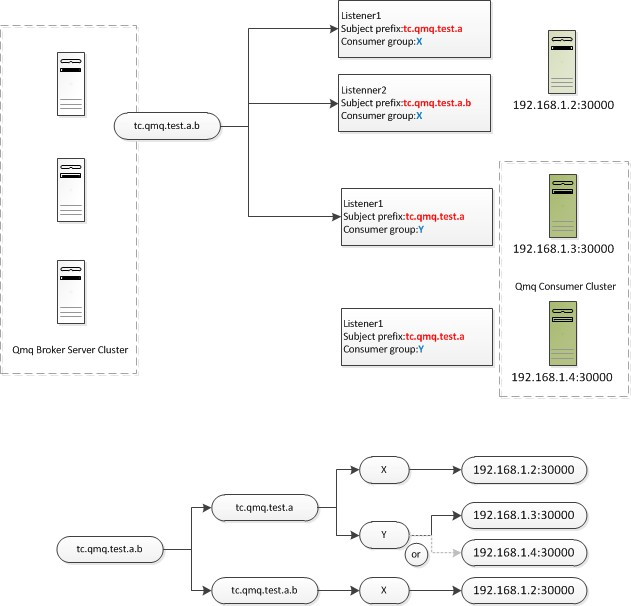 Listener1
Subject prefix:tc.qmq.test.a
Consumer group:X
Listenner2
Subject prefix:tc.qmq.test.a.b
Consumer group:X
192.168.1.2:30000
tc.qmq.test.a.b
Listener1
Subject prefix:tc.qmq.test.a
Consumer group:Y
192.168.1.3:30000
Qmq Consumer Cluster
Listener1
Subject prefix:tc.qmq.test.a
Consumer group:Y
Qmq Broker Server Cluster
192.168.1.4:30000
X
192.168.1.2:30000
tc.qmq.test.a
192.168.1.3:30000
Y
or
192.168.1.4:30000
tc.qmq.test.a.b
tc.qmq.test.a.b
X
192.168.1.2:30000